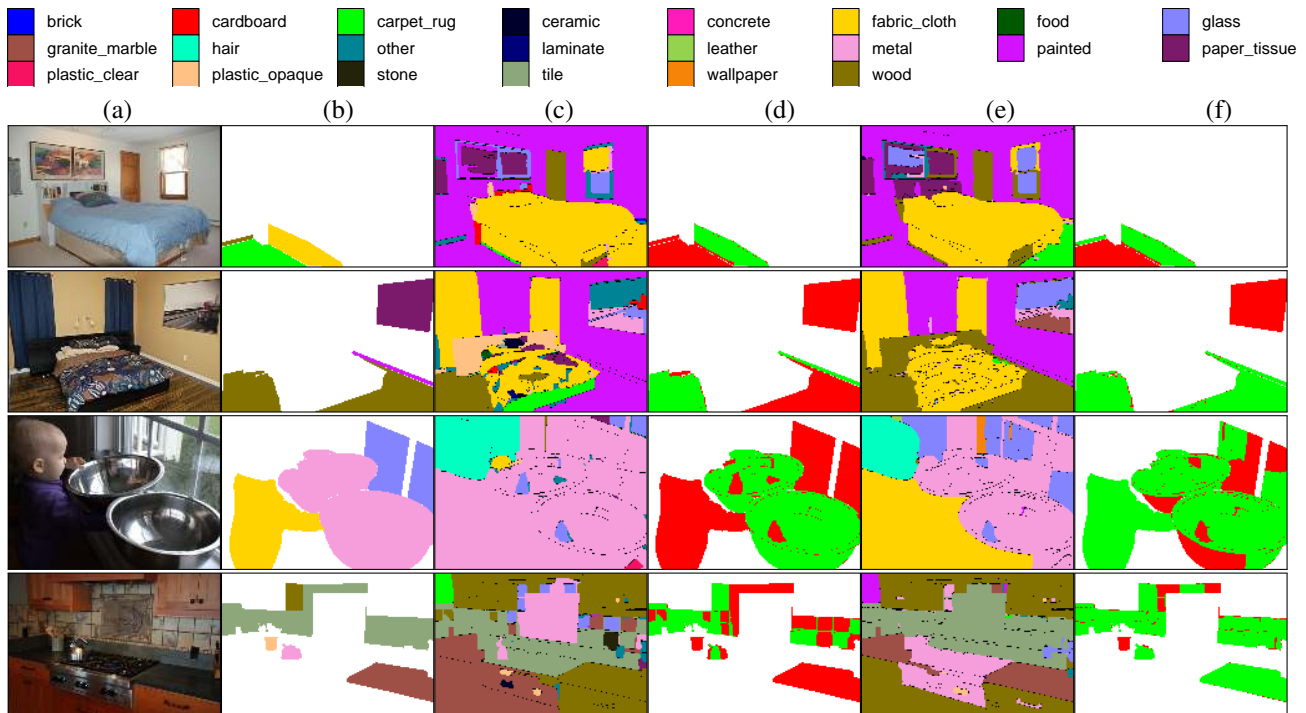 brick cardboard carpet_rug ceramic concrete fabric_cloth food glass
granite_marble hair other laminate leather metal painted paper_tissue
plastic_clear plastic_opaque stone tile wallpaper wood
(a) (b) (c) (d) (e) (f)